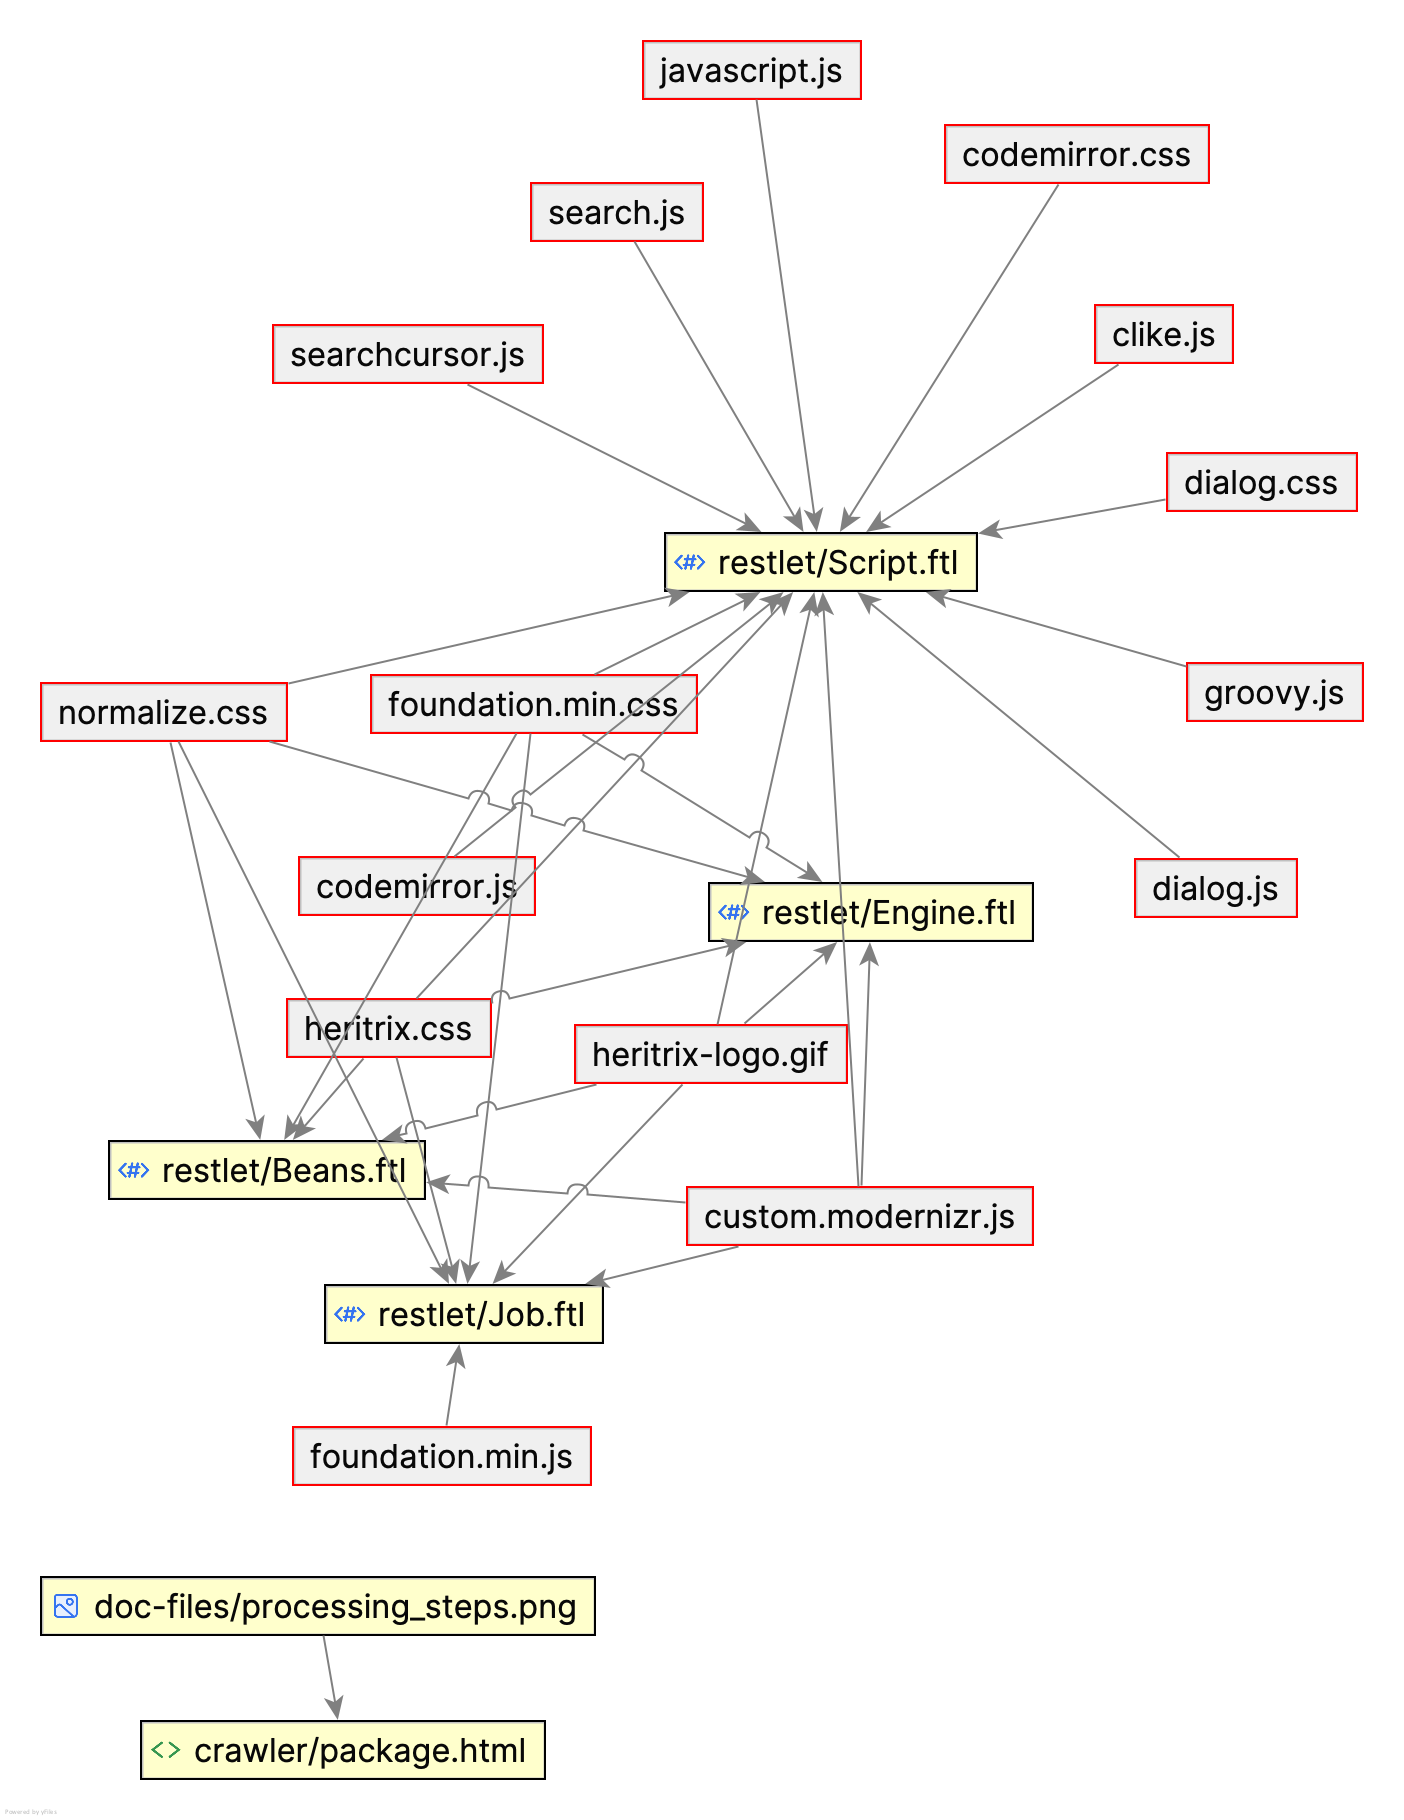 javascript.js
codemirror.css
search.js
clike.js
searchcursor.js
dialog.css
<#> restlet/Script.ftl
groovy.js
foundation.min.css
normalize.css
codemirror.js
dialog.js
<#> restlet/Engine.ftl
heritrix.css
heritrix-logo.gif
<#> restlet/Beans.ftl
custom.modernizr.js
<#> restlet/Job.ftl
foundation.min.js
doc-files/processing_steps.png
<> crawler/package.html
Powered by yFiles